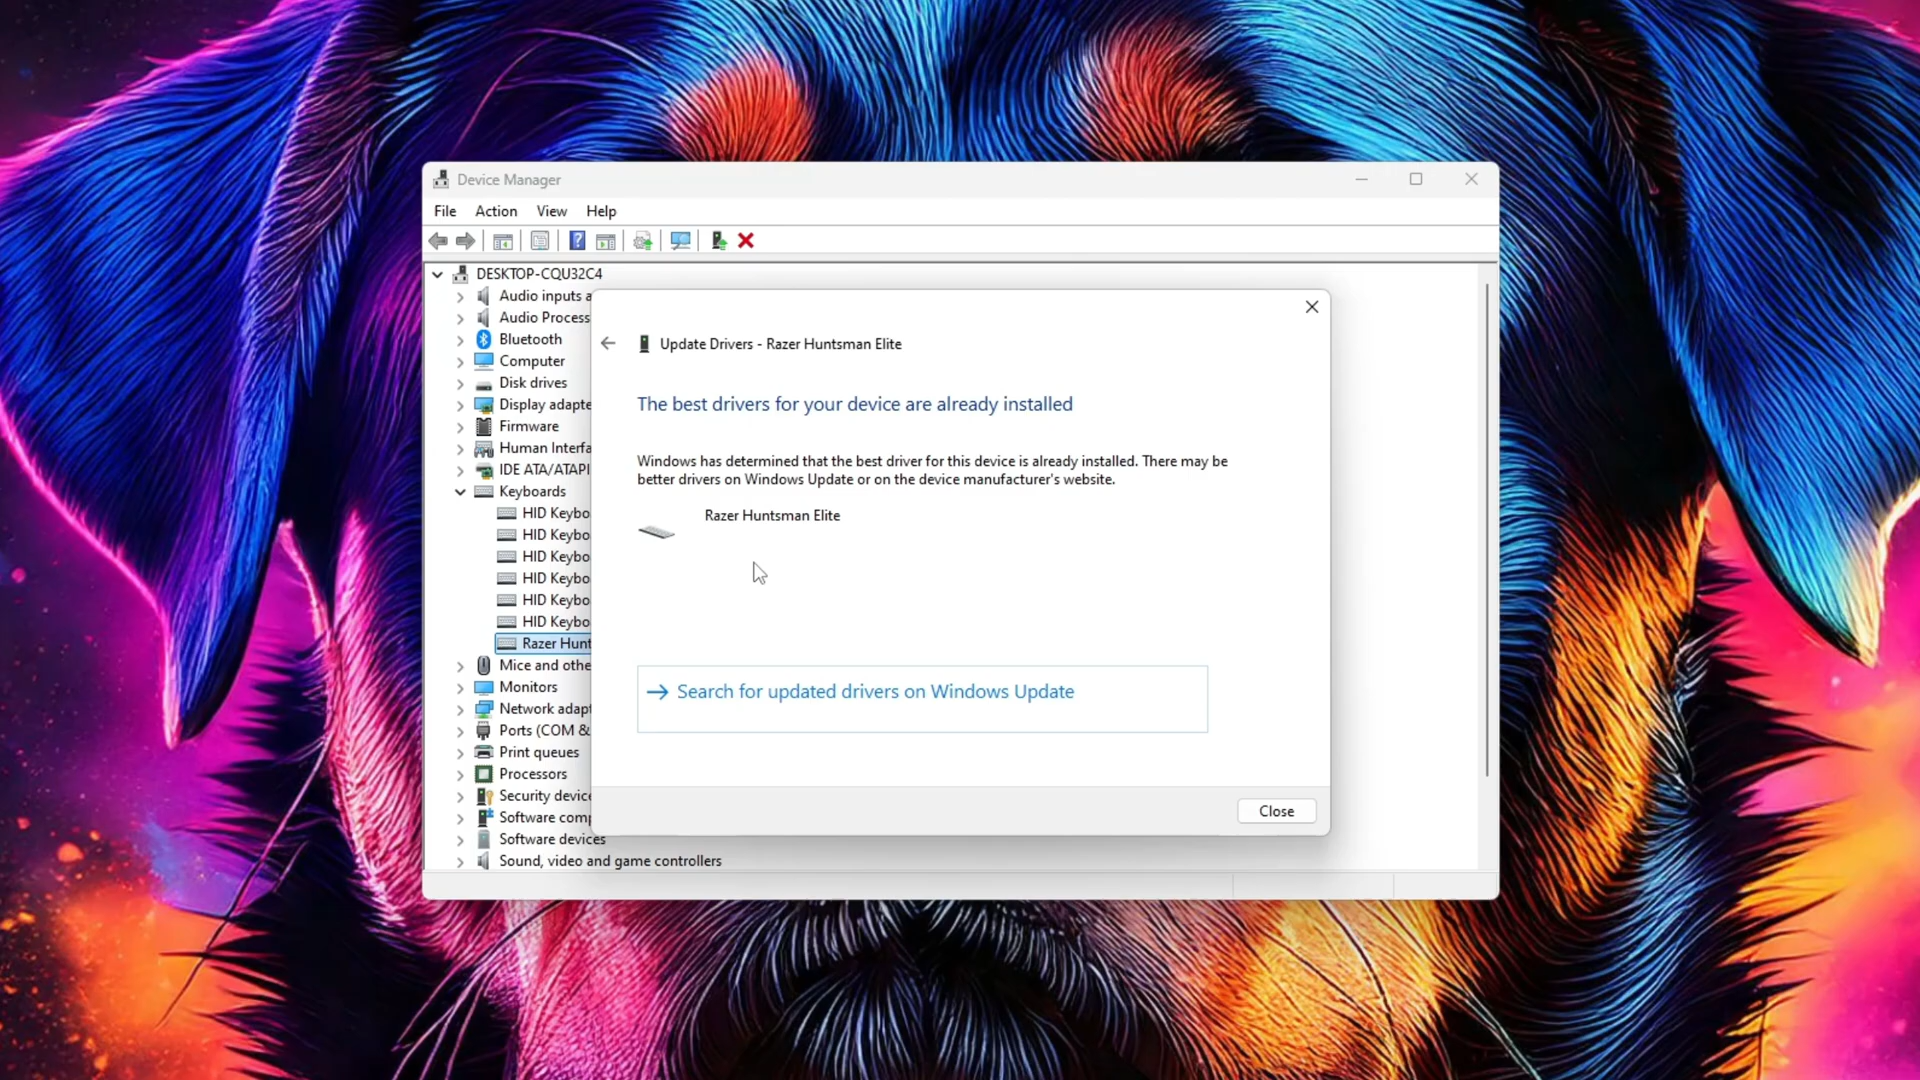 Device Manager
File Action View Help
?
DESKTOP-CQU32C4
Audio inputs a
Audio Process
Bluetooth
Computer
Disk drives
Display adapte
Firmware
Human Interfa
IDE ATA/ATAPI
Keyboards
HID Keybo
HID Keybo
HID Keybo
HID Keybo
HID Keybo
HID Keybo
Razer Hunt
Mice and othe
Monitors
Network adapt
Ports (COM &
Print queues
Processors
Security device
Software comp
Software devices
Sound, video and game controllers
Update Drivers - Razer Huntsman Elite
The best drivers for your device are already installed
Windows has determined that the best driver for this device is already installed. There may be
better drivers on Windows Update or on the device manufacturer's website.
Razer Huntsman Elite
Search for updated drivers on Windows Update
Close